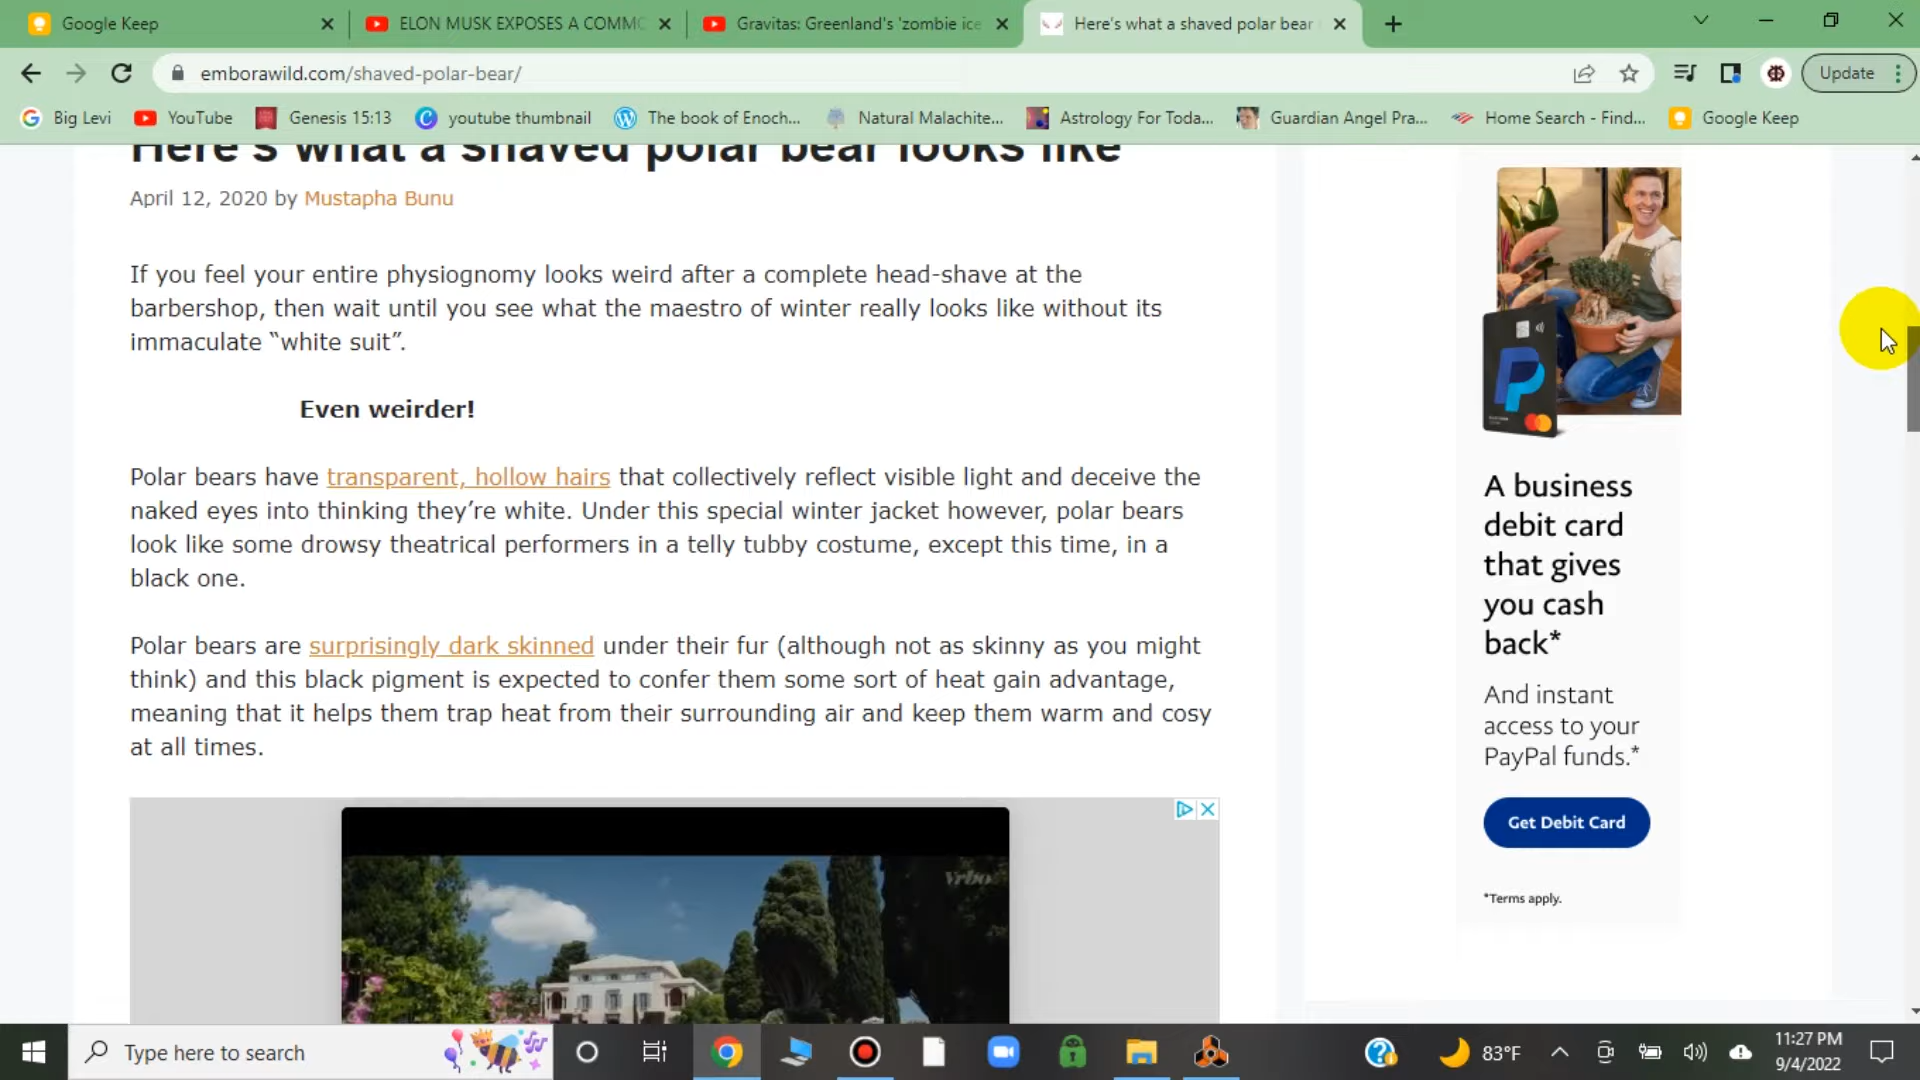 Google Keep
ELON MUSK EXPOSES A COMMO
Gravitas: Greenland's 'zombie ice
Here's what a shaved polar bear
emborawild.com/shaved-polar-bear/
Update
Big Levi
YouTube
Genesis 15:13
youtube thumbnail
The book of Enoch...
Natural Malachite...
Astrology For Toda...
Guardian Angel Pra...
Home Search - Find...
Google Keep
Here's what a shaved polar bear looks like
April 12, 2020 by Mustapha Bunu
If you feel your entire physiognomy looks weird after a complete head-shave at the
barbershop, then wait until you see what the maestro of winter really looks like without its
immaculate “white suit”.
Even weirder!
Polar bears have transparent, hollow hairs that collectively reflect visible light and deceive the
naked eyes into thinking they’re white. Under this special winter jacket however, polar bears
look like some drowsy theatrical performers in a telly tubby costume, except this time, in a
black one.
Polar bears are surprisingly dark skinned under their fur (although not as skinny as you might
think) and this black pigment is expected to confer them some sort of heat gain advantage,
meaning that it helps them trap heat from their surrounding air and keep them warm and cosy
at all times.
Vrbo
A business
debit card
that gives
you cash
back*
And instant
access to your
PayPal funds.*
Get Debit Card
*Terms apply.
Type here to search
83°F
11:27 PM
9/4/2022